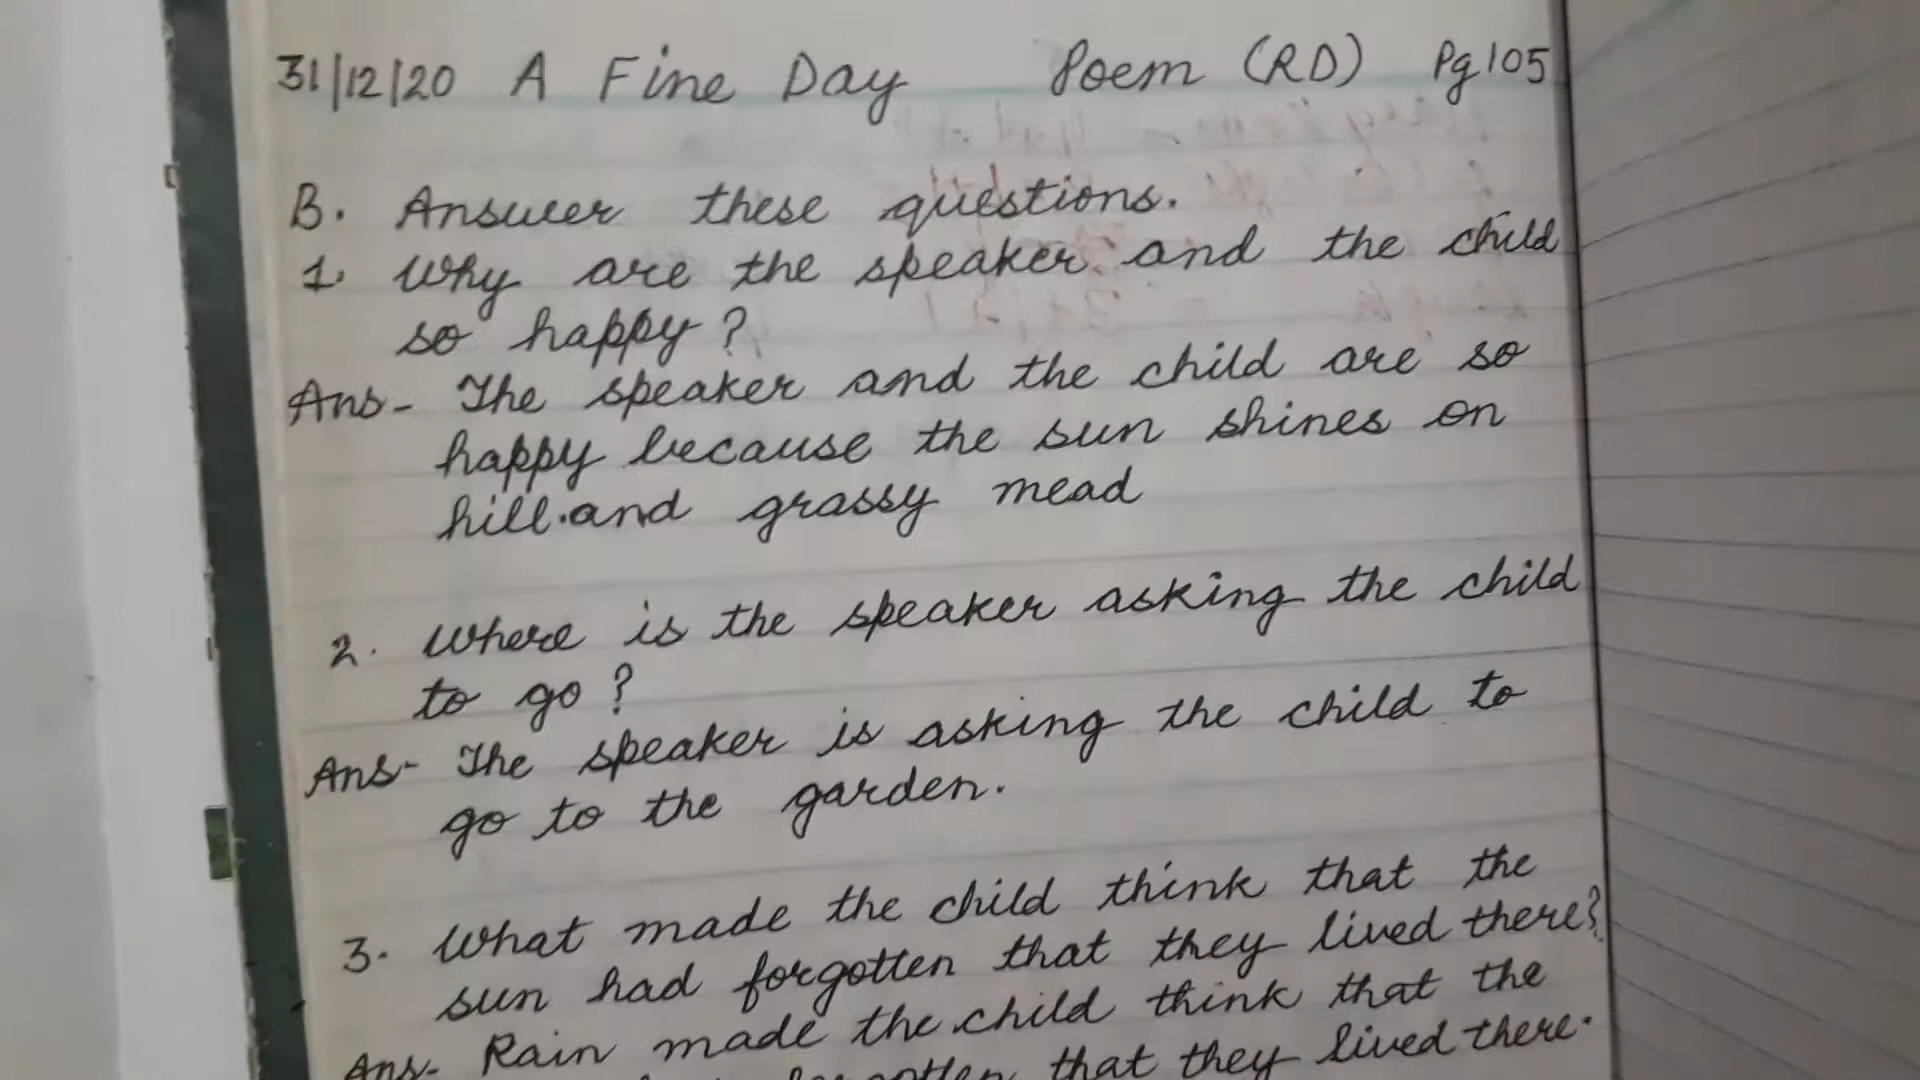 31/12/20 A Fine Day Poem (RD) Pg 105
B. Answer these questions.
1. Why are the speaker and the child
so happy?
Ans- The speaker and the child are so
happy because the sun shines on
hill and grassy mead
2. Where is the speaker asking the child
to go?
Ans- The speaker is asking the child to
go to the garden.
3. What made the child think that the
sun had forgotten that they lived there?
Ans- Rain made the child think that the
that they lived there.